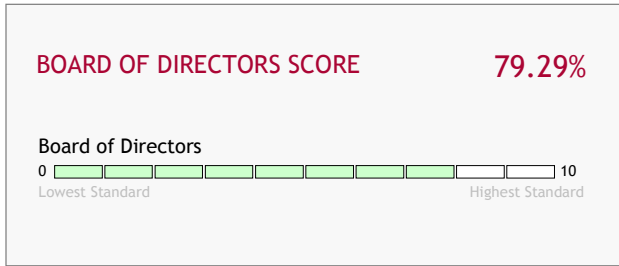 BOARD OF DIRECTORS SCORE 79.29%
Board of Directors
0 10
Lowest Standard Highest Standard